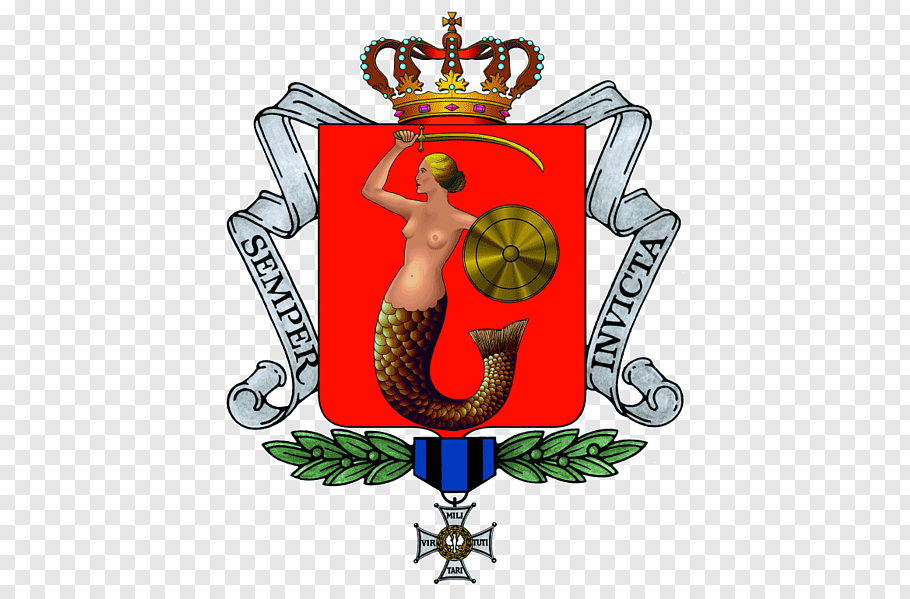 SEMPER
INVICTA
MILI
VIR TUTI
TARI